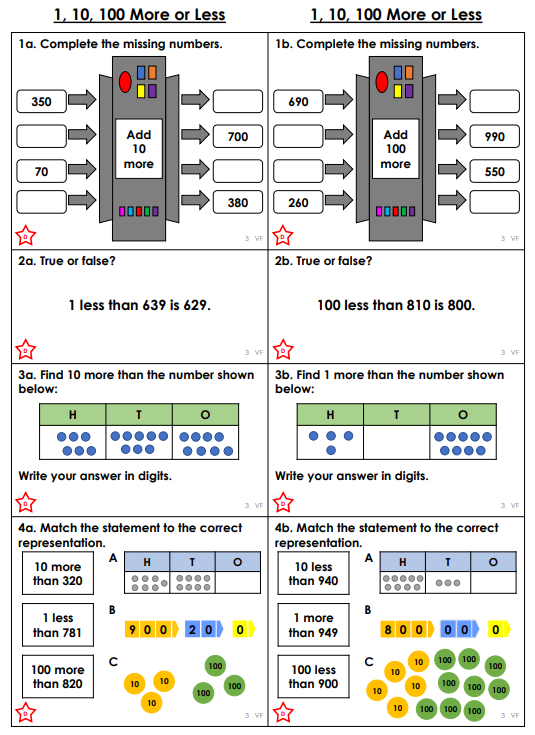 1, 10, 100 More or Less
1, 10, 100 More or Less
1a. Complete the missing numbers.
350
70
Add
10
more
700
380
D
3 VF
1b. Complete the missing numbers.
690
260
Add
100
more
990
550
D
3 VF
2a. True or false?
1 less than 639 is 629.
D
3 VF
2b. True or false?
100 less than 810 is 800.
D
3 VF
3a. Find 10 more than the number shown
below:
H T O
Write your answer in digits.
D
3 VF
3b. Find 1 more than the number shown
below:
H T O
Write your answer in digits.
D
3 VF
4a. Match the statement to the correct
representation.
10 more
than 320
1 less
than 781
100 more
than 820
A
H T O
B
9 0 0 2 0 0
C
10 10 10
100 100 100
D
3 VF
4b. Match the statement to the correct
representation.
10 less
than 940
1 more
than 949
100 less
than 900
A
H T O
B
8 0 0 0 0 0
C
10 10 10 10 10
100 100 100 100 100 100 100 100 100
D
3 VF